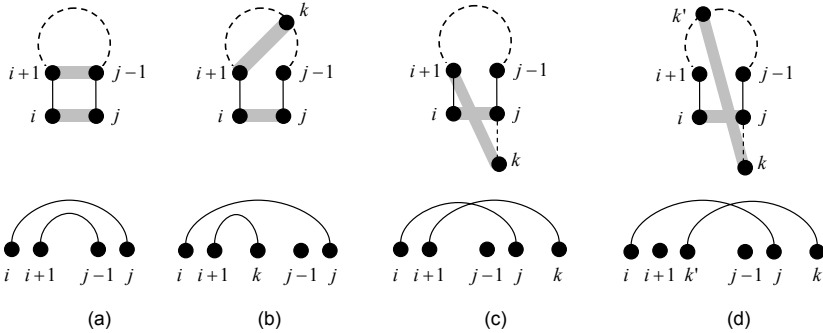 k
i+1 j−1
i j
k
i+1 j−1
i j
i+1 j−1
i j
k
k'
i+1 j−1
i j
k
i i+1 j−1 j
i i+1 k j−1 j
i i+1 j−1 j k
i i+1 k' j−1 j k
(a) (b) (c) (d)